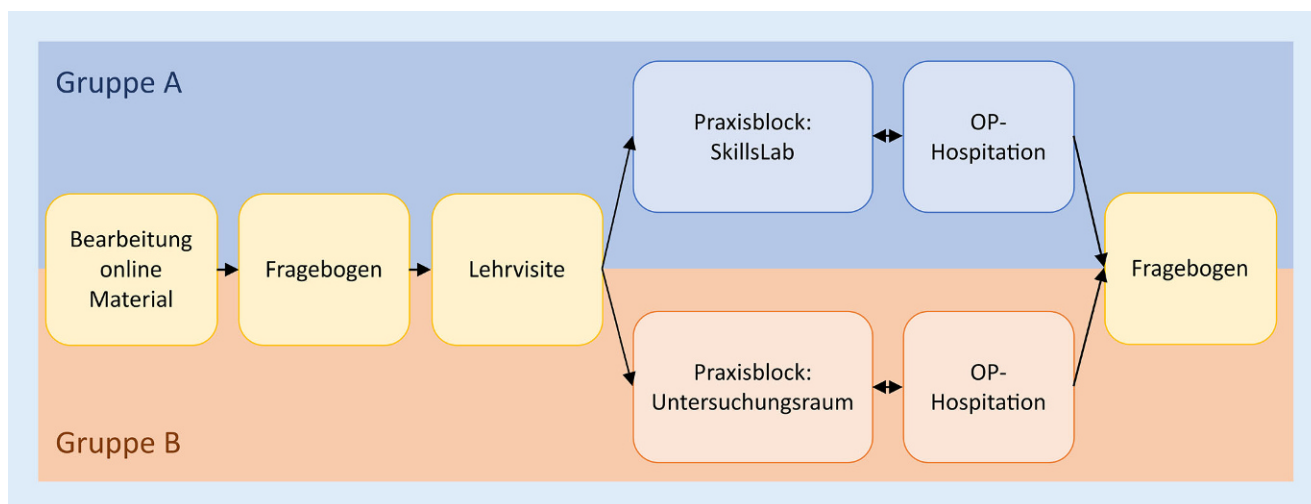 Gruppe A
Bearbeitung
online
Material
Fragebogen
Lehrvisite
Praxisblock:
SkillsLab
OP-
Hospitation
Praxisblock:
Untersuchungsraum
OP-
Hospitation
Fragebogen
Gruppe B